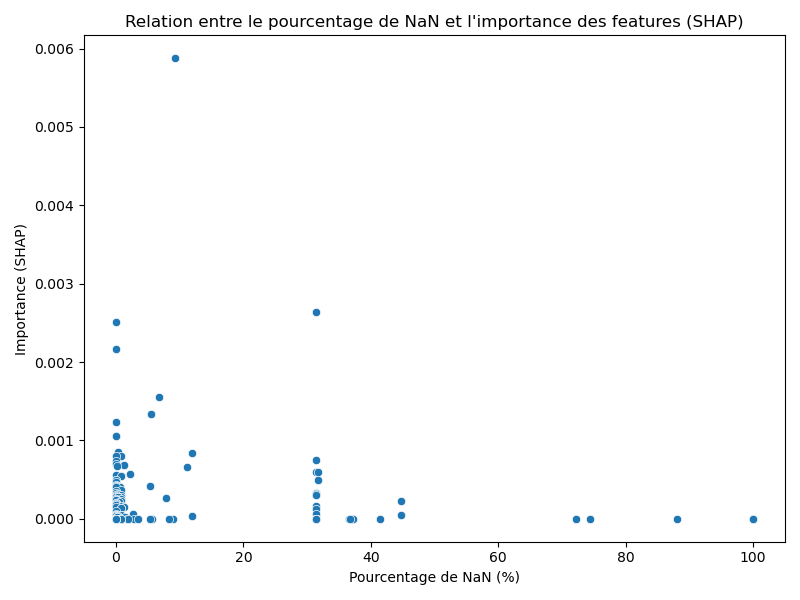 Relation entre le pourcentage de NaN et l'importance des features (SHAP)
0.006
0.005
0.004
0.003
0.002
0.001
0.000
Importance (SHAP)
0 20 40 60 80 100
Pourcentage de NaN (%)